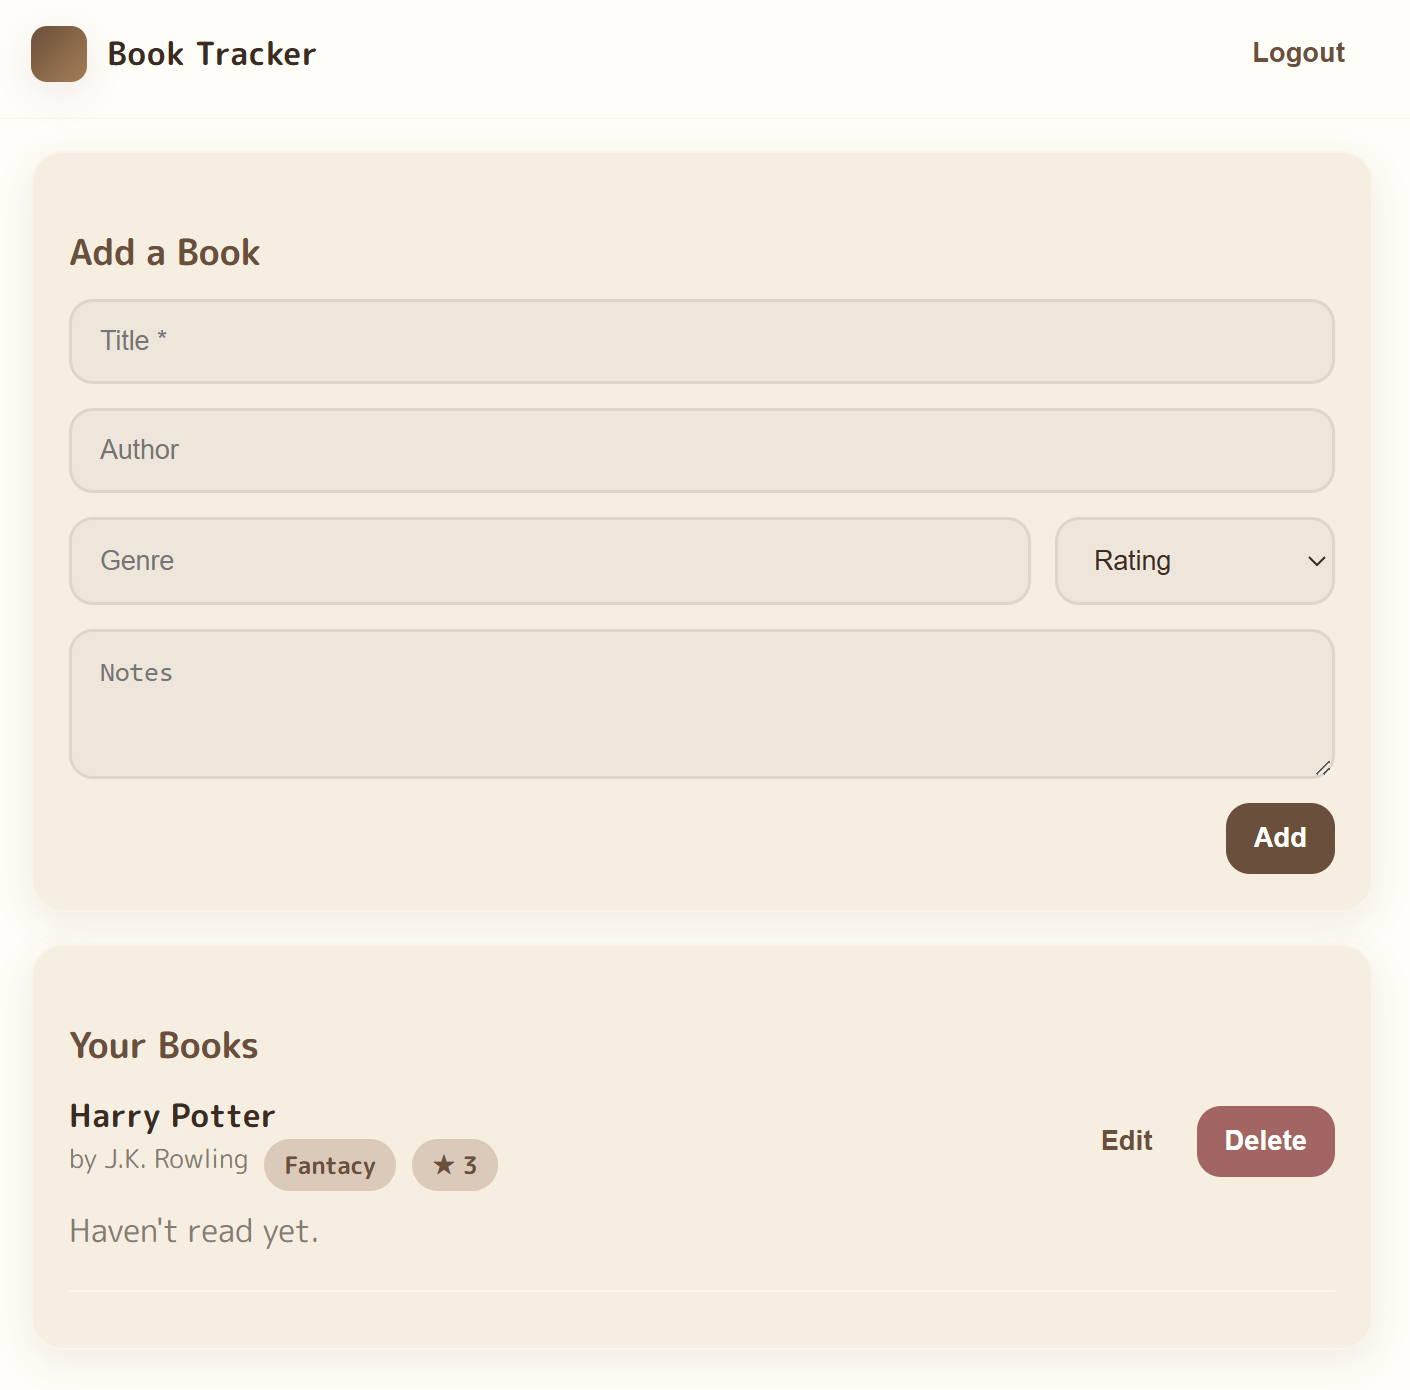 Book Tracker
Logout
Add a Book
Title *
Author
Genre
Rating
Notes
Add
Your Books
Harry Potter
by J.K. Rowling Fantacy ★ 3
Edit
Delete
Haven't read yet.